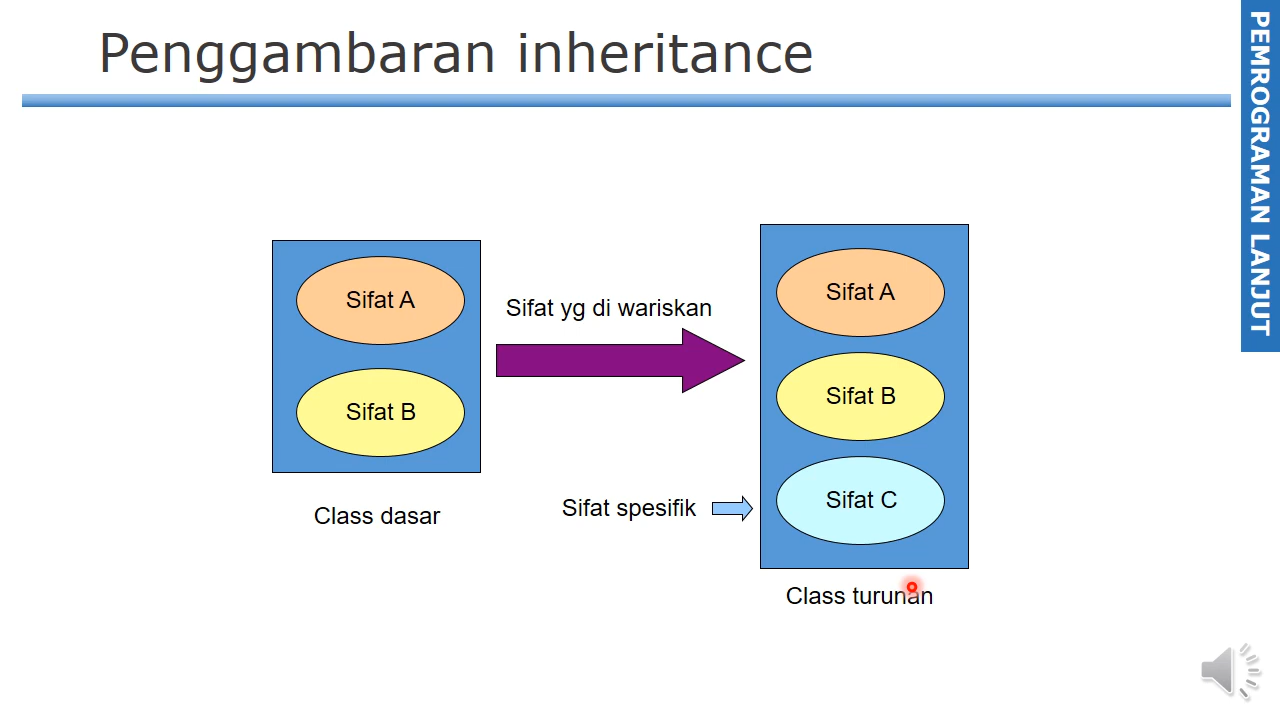 Penggambaran inheritance
PEMROGRAMAN LANJUT
Sifat A
Sifat B
Class dasar
Sifat yg di wariskan
Sifat spesifik
Sifat A
Sifat B
Sifat C
Class turunan